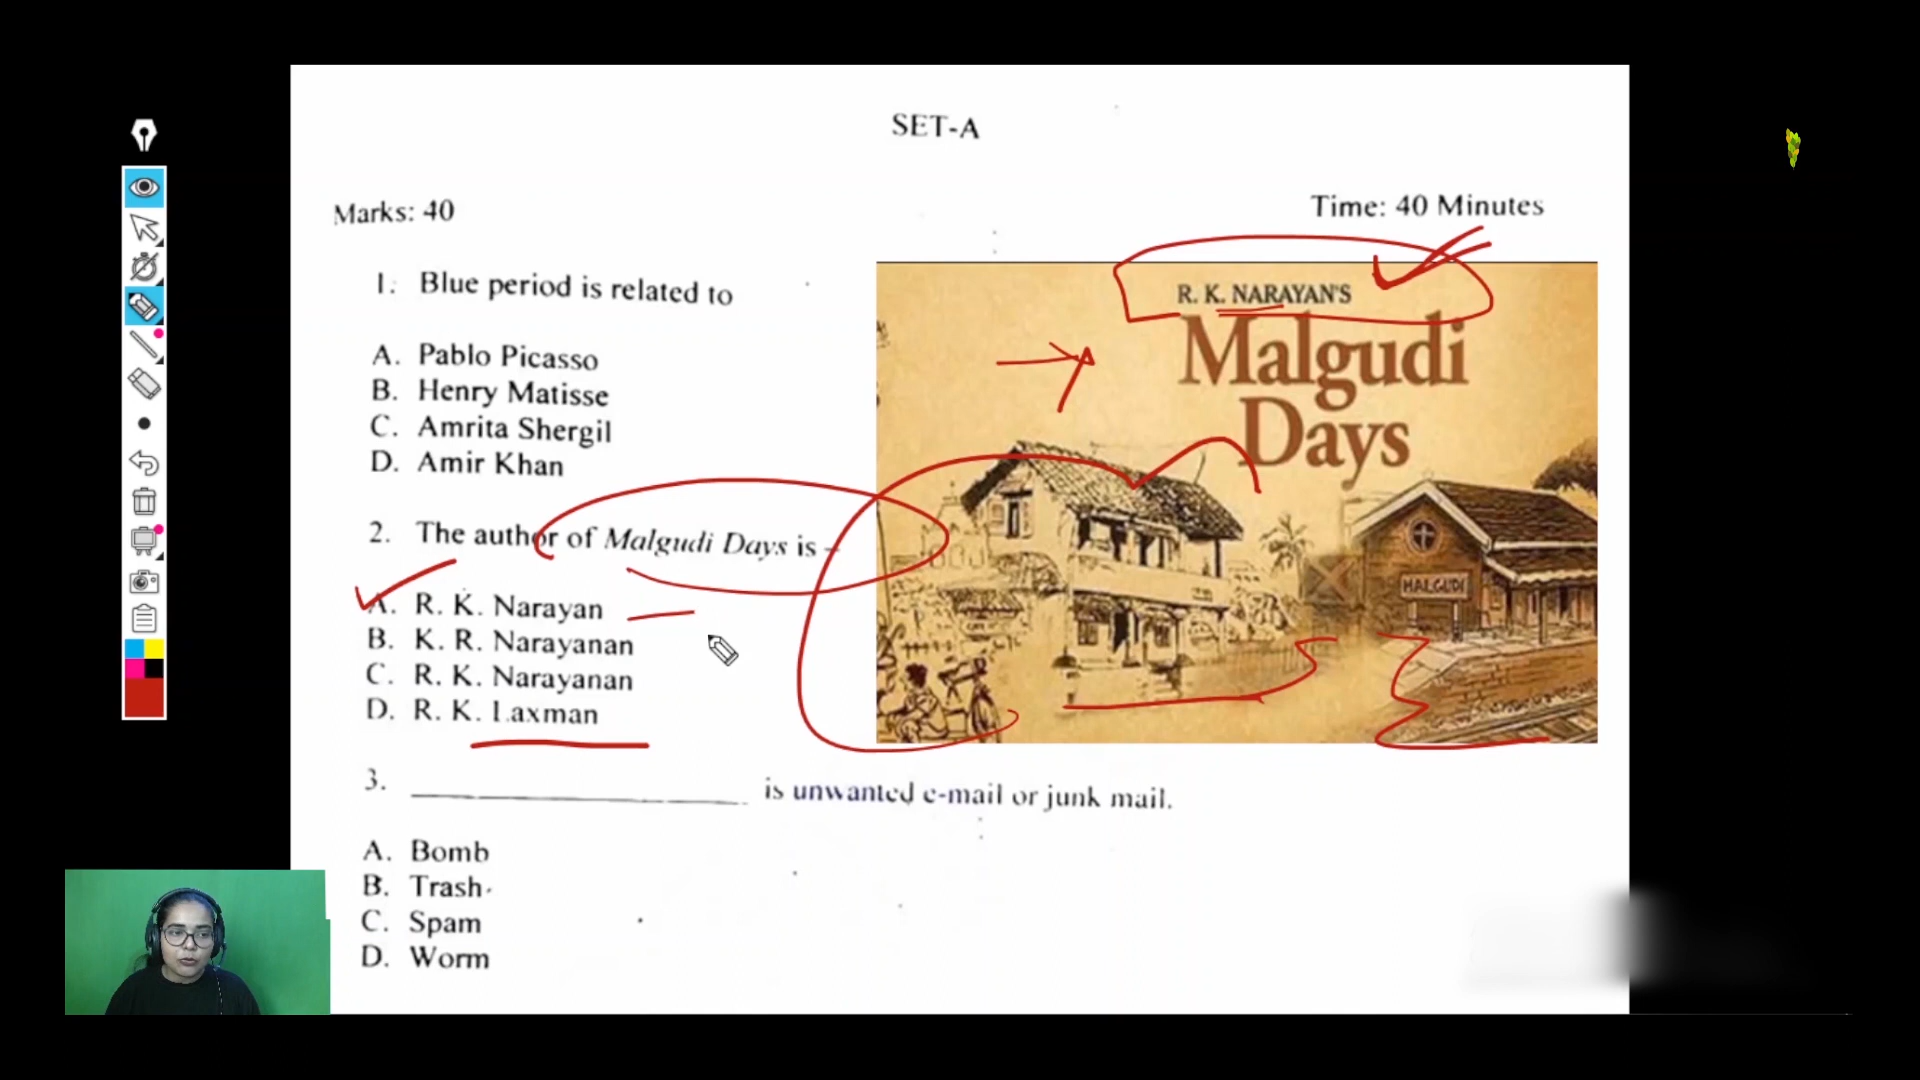 SET-A
Marks: 40
Time: 40 Minutes
1. Blue period is related to
A. Pablo Picasso
B. Henry Matisse
C. Amrita Shergil
D. Amir Khan
R. K. NARAYAN'S
Malgudi
Days
MALGUDI
2. The author of Malgudi Days is -
A. R. K. Narayan
B. K. R. Narayanan
C. R. K. Narayanan
D. R. K. Laxman
3. ____________ is unwanted e-mail or junk mail.
A. Bomb
B. Trash
C. Spam
D. Worm